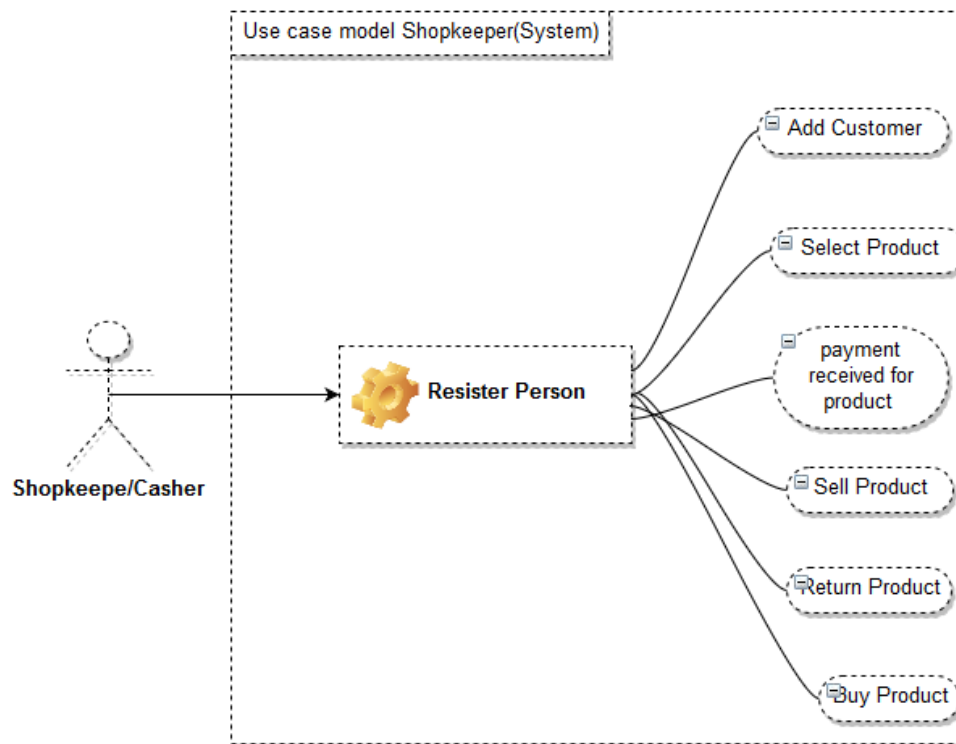 Use case model Shopkeeper(System)
Add Customer
Select Product
payment
received for
product
Resister Person
Shopkeepe/Casher
Sell Product
Return Product
Buy Product